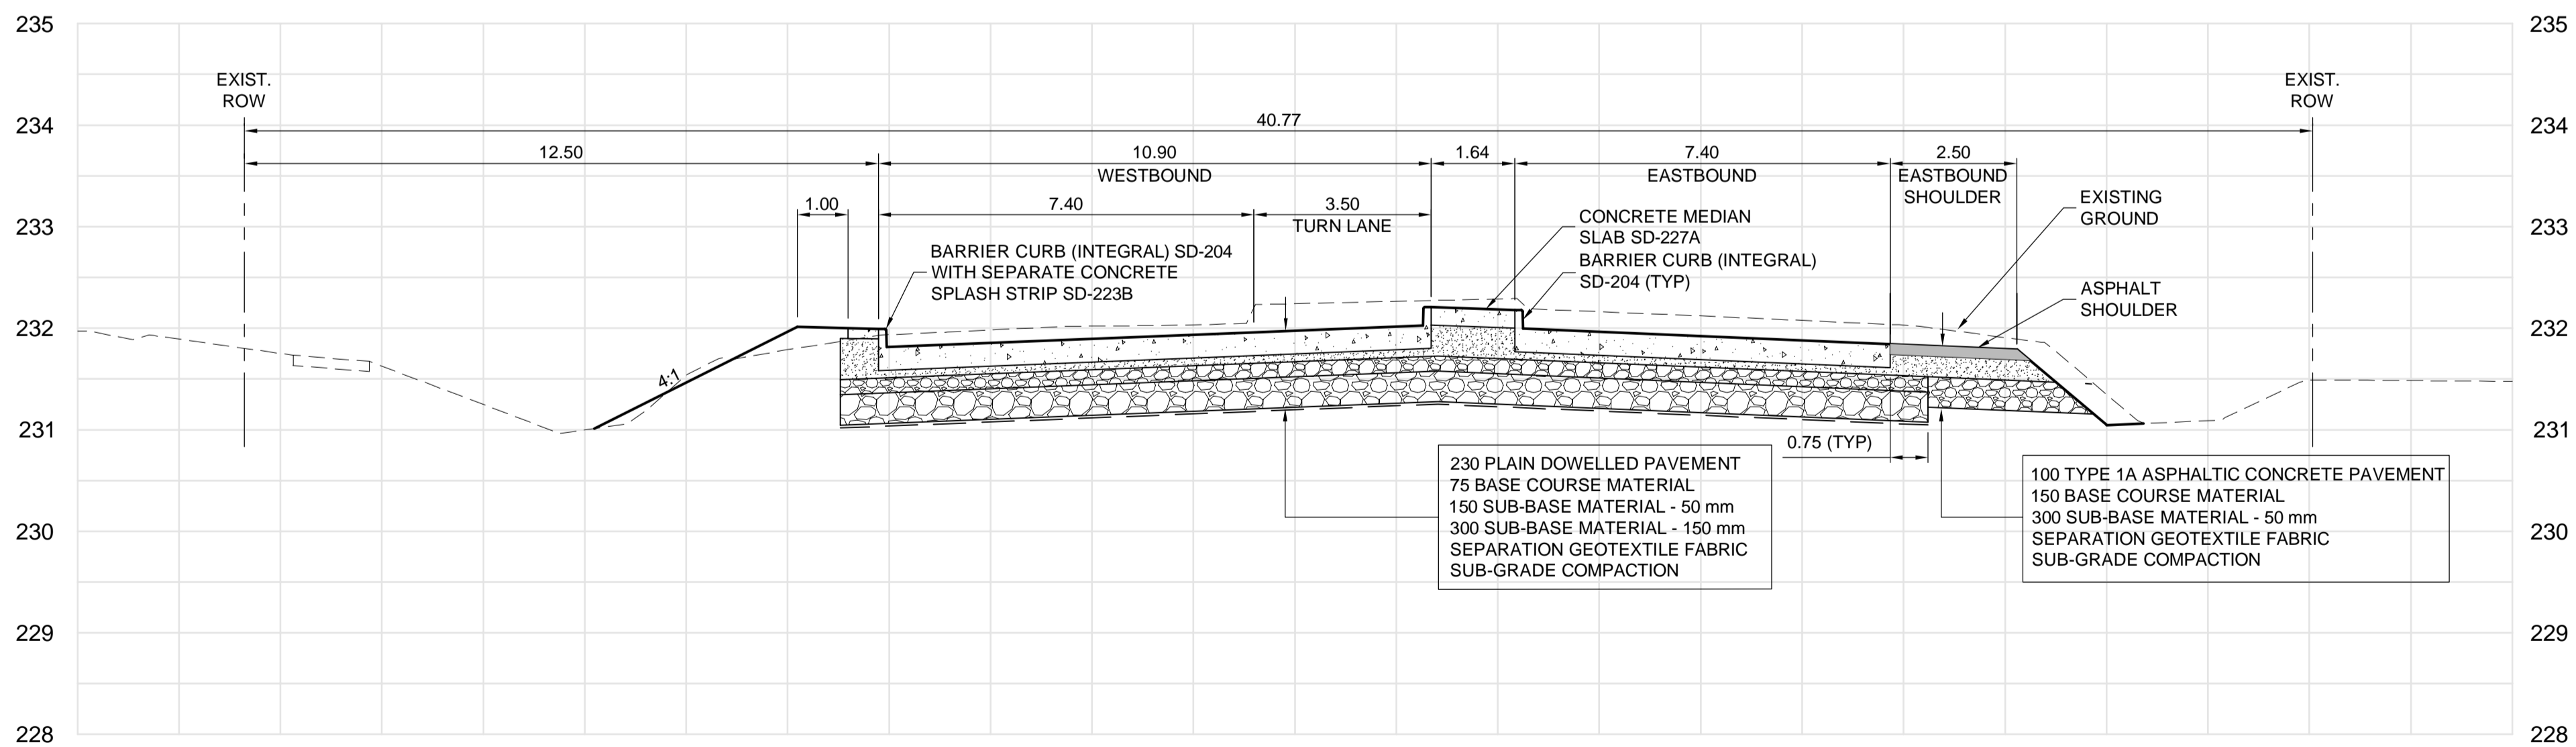 235
235
EXIST.
ROW
EXIST.
ROW
234
40.77
234
12.50
10.90
1.64
7.40
2.50
WESTBOUND
EASTBOUND
EASTBOUND
SHOULDER
1.00
7.40
3.50
TURN LANE
CONCRETE MEDIAN
SLAB SD-227A
BARRIER CURB (INTEGRAL)
SD-204 (TYP)
EXISTING
GROUND
233
233
BARRIER CURB (INTEGRAL) SD-204
WITH SEPARATE CONCRETE
SPLASH STRIP SD-223B
ASPHALT
SHOULDER
232
232
4:1
231
231
0.75 (TYP)
230 PLAIN DOWELLED PAVEMENT
75 BASE COURSE MATERIAL
150 SUB-BASE MATERIAL - 50 mm
300 SUB-BASE MATERIAL - 150 mm
SEPARATION GEOTEXTILE FABRIC
SUB-GRADE COMPACTION
100 TYPE 1A ASPHALTIC CONCRETE PAVEMENT
150 BASE COURSE MATERIAL
300 SUB-BASE MATERIAL - 50 mm
SEPARATION GEOTEXTILE FABRIC
SUB-GRADE COMPACTION
230
230
229
229
228
228